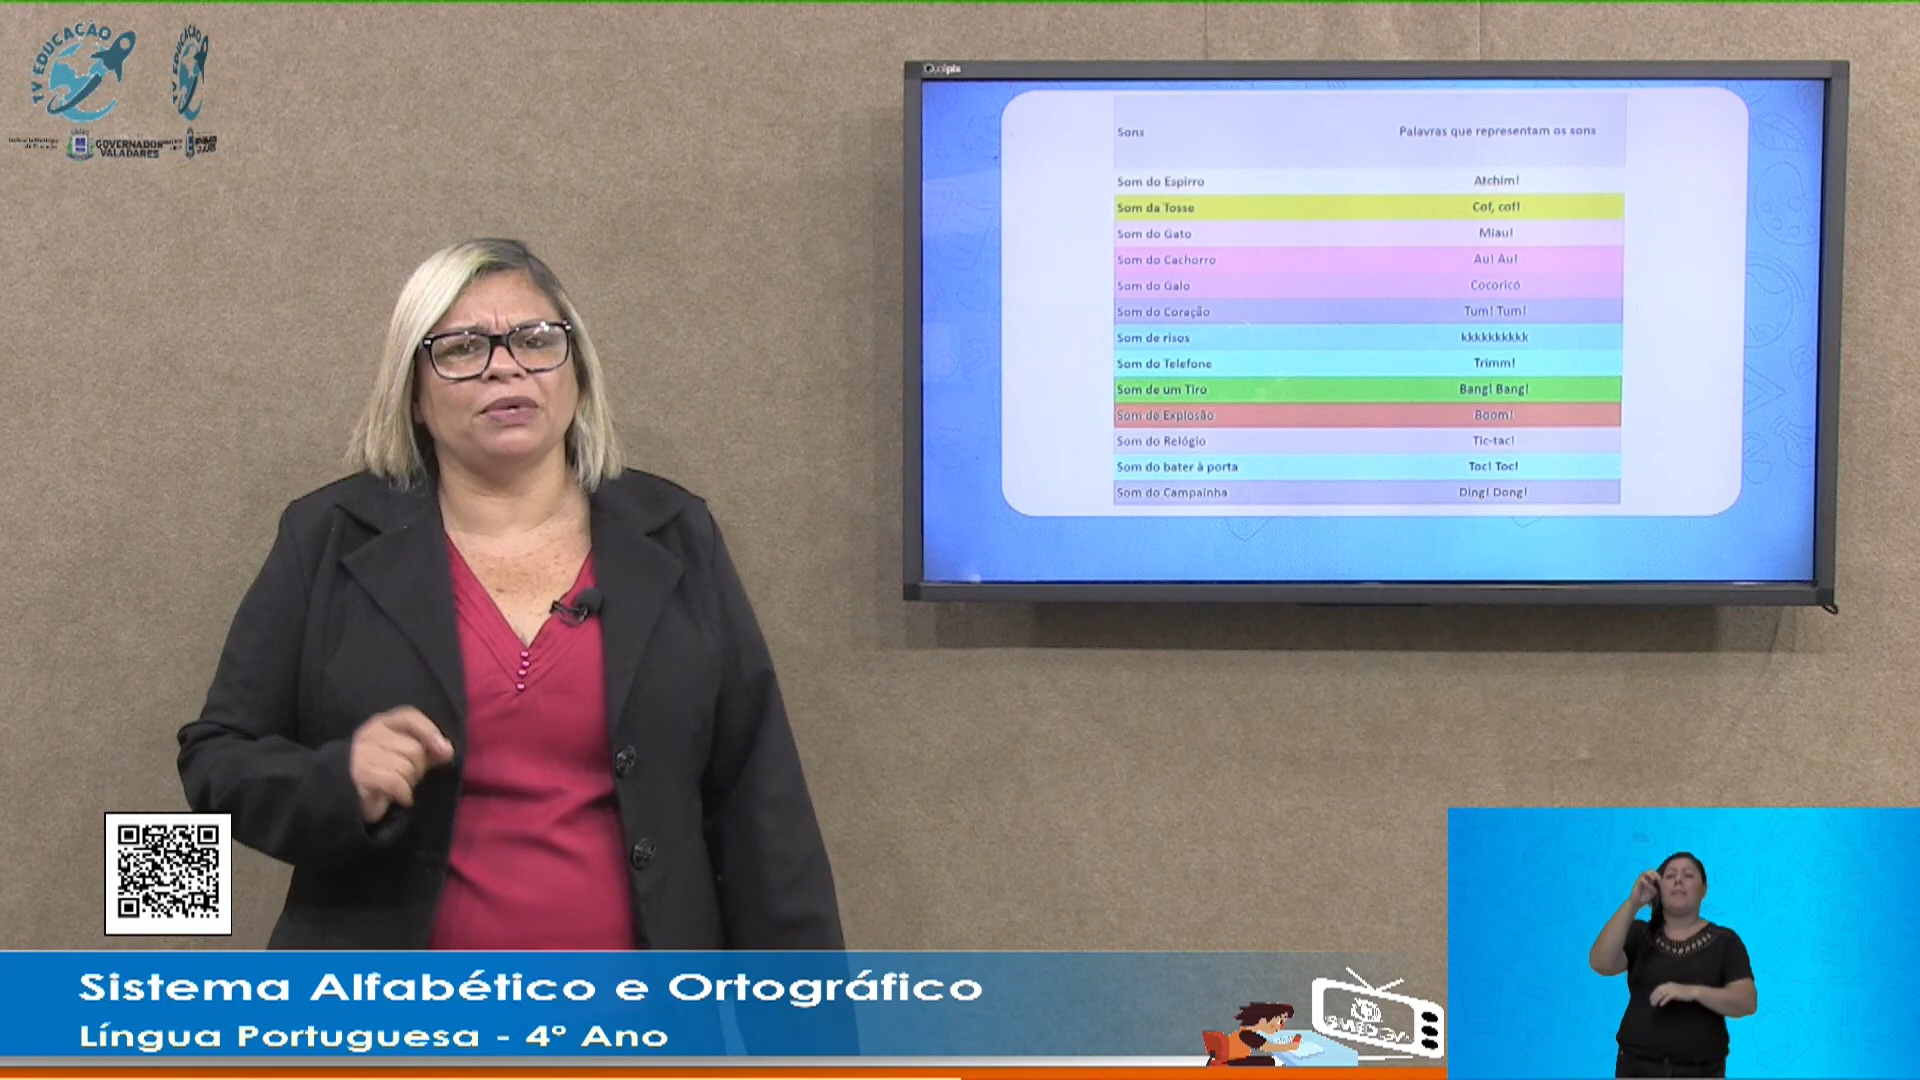 TV EDUCAÇÃO
TV EDUCAÇÃO
GOVERNADOR
VALADARES
Qualpix
Sons Palavras que representam os sons
Som do Espirro Atchim!
Som da Tosse Cof, cof!
Som do Gato Miau!
Som do Cachorro Au! Au!
Som do Galo Cocoricó
Som do Coração Tum! Tum!
Som de risos kkkkkkkkkk
Som do Telefone Trimm!
Som de um Tiro Bang! Bang!
Som de Explosão Boom!
Som do Relógio Tic-tac!
Som do bater à porta Toc! Toc!
Som do Campainha Ding! Dong!
Sistema Alfabético e Ortográfico
Língua Portuguesa - 4º Ano